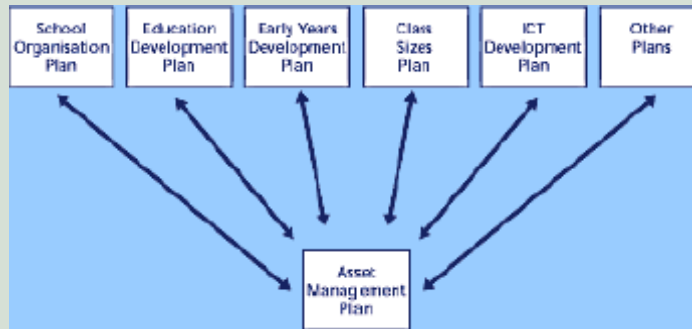 School
Organisation
Plan
Education
Development
Plan
Early Years
Development
Plan
Class
Sizes
Plan
ICT
Development
Plan
Other
Plans
Asset
Management
Plan